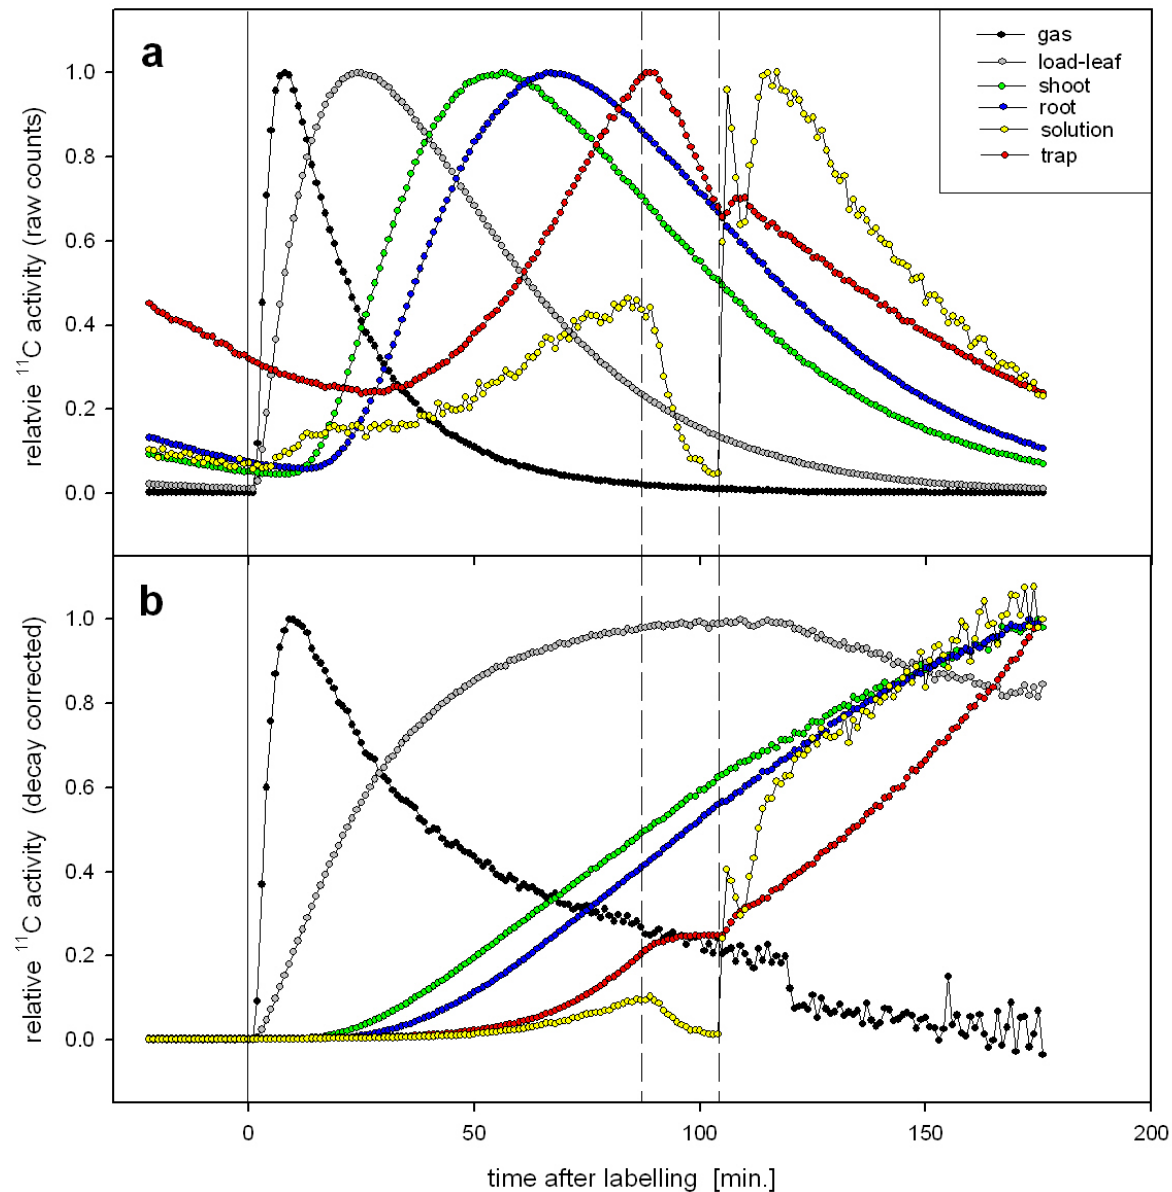 a
gas
load-leaf
shoot
root
solution
trap
1.0
0.8
0.6
0.4
0.2
0.0
relatvie ¹¹C activity (raw counts)
b
1.0
0.8
0.6
0.4
0.2
0.0
relative ¹¹C activity (decay corrected)
0 50 100 150 200
time after labelling [min.]